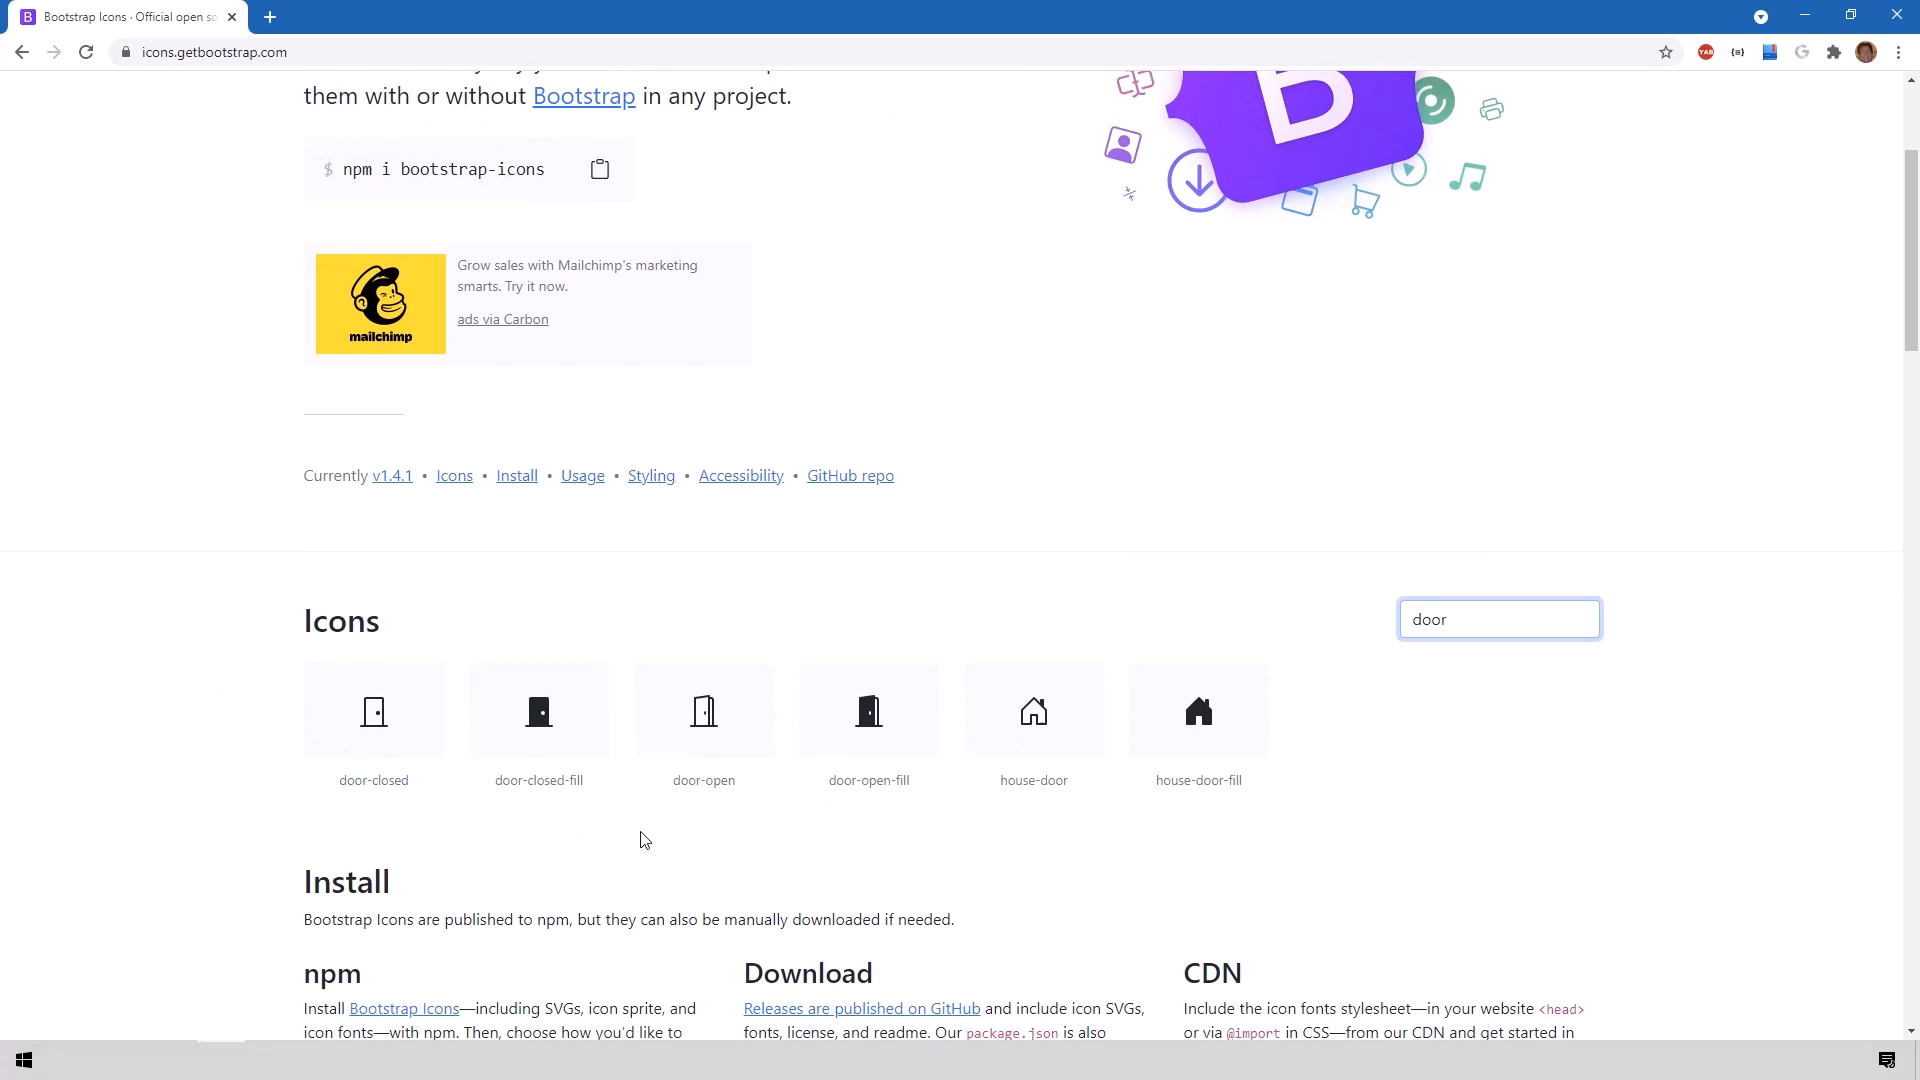 Bootstrap Icons · Official open so
icons.getbootstrap.com
YAB
them with or without Bootstrap in any project.
B
$ npm i bootstrap-icons
Grow sales with Mailchimp's marketing
smarts. Try it now.
mailchimp
ads via Carbon
Currently v1.4.1 • Icons • Install • Usage • Styling • Accessibility • GitHub repo
Icons
door
door-closed
door-closed-fill
door-open
door-open-fill
house-door
house-door-fill
Install
Bootstrap Icons are published to npm, but they can also be manually downloaded if needed.
npm
Install Bootstrap Icons—including SVGs, icon sprite, and
icon fonts—with npm. Then, choose how you'd like to
Download
Releases are published on GitHub and include icon SVGs,
fonts, license, and readme. Our package.json is also
CDN
Include the icon fonts stylesheet—in your website <head>
or via @import in CSS—from our CDN and get started in